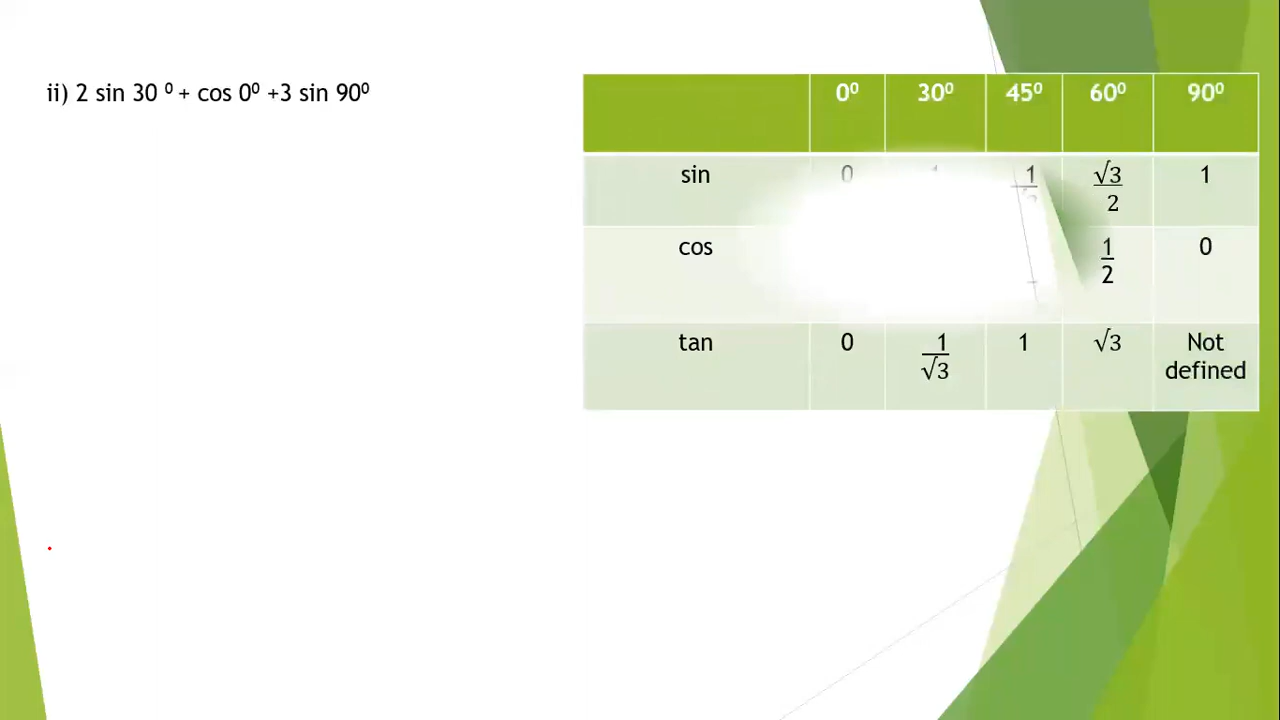 ii) 2 sin 30 ⁰ + cos 0⁰ +3 sin 90⁰
0⁰ 30⁰ 45⁰ 60⁰ 90⁰
sin 0 1 √3/2 1
cos 1/2 0
tan 0 1/√3 1 √3 Not defined